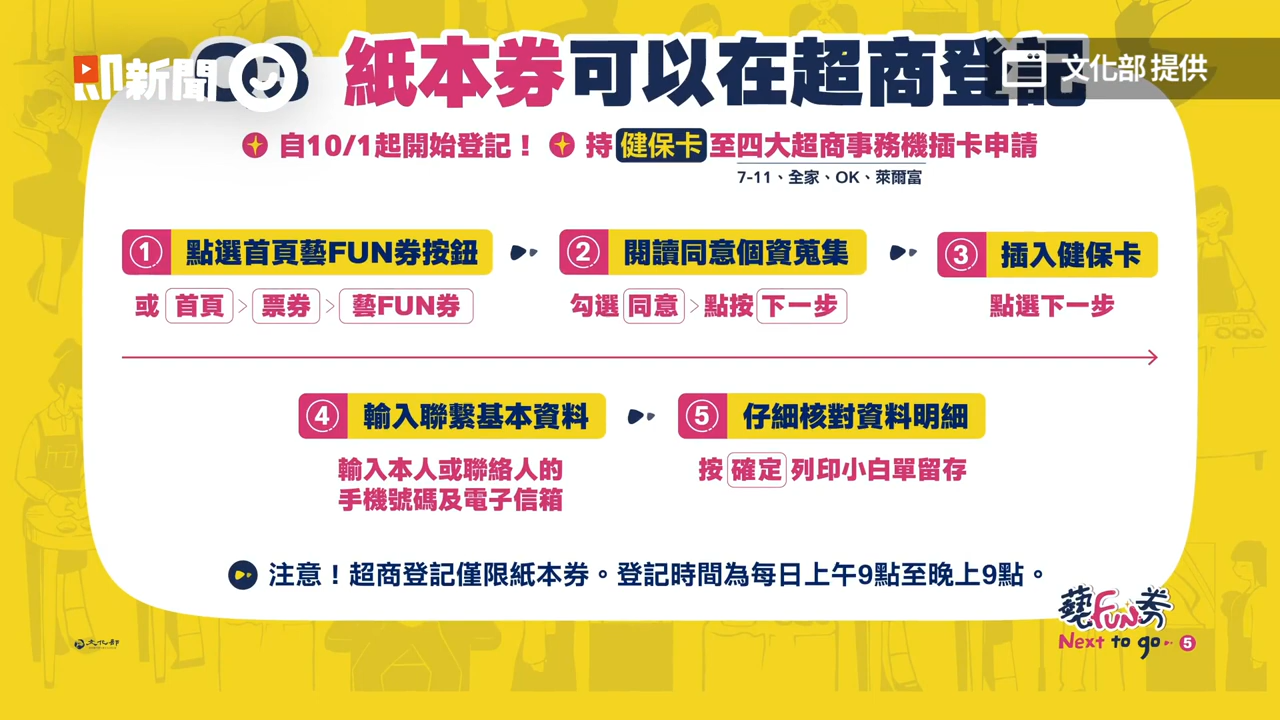 即新聞
紙本券可以在超商登記
文化部 提供
自10/1起開始登記！ 持 健保卡 至四大超商事務機插卡申請
7-11、全家、OK、萊爾富
1 點選首頁藝FUN券按鈕
或 首頁 > 票券 > 藝FUN券
2 閱讀同意個資蒐集
勾選 同意 > 點按 下一步
3 插入健保卡
點選下一步
4 輸入聯繫基本資料
輸入本人或聯絡人的
手機號碼及電子信箱
5 仔細核對資料明細
按 確定 列印小白單留存
注意！超商登記僅限紙本券。登記時間為每日上午9點至晚上9點。
文化部
藝FUN券
Next to go 5